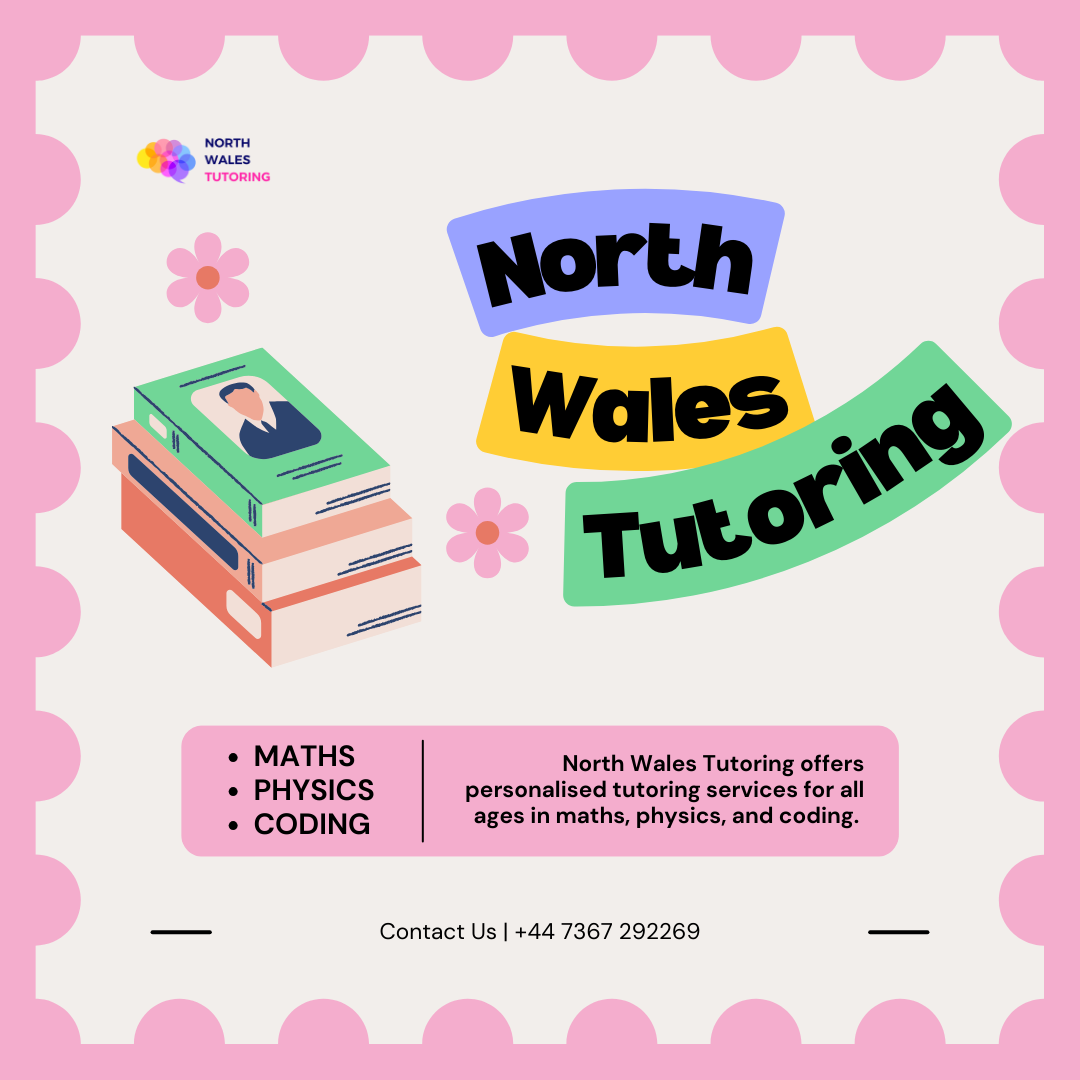 NORTH
WALES
TUTORING
North
Wales
Tutoring
• MATHS
• PHYSICS
• CODING
North Wales Tutoring offers
personalised tutoring services for all
ages in maths, physics, and coding.
Contact Us | +44 7367 292269